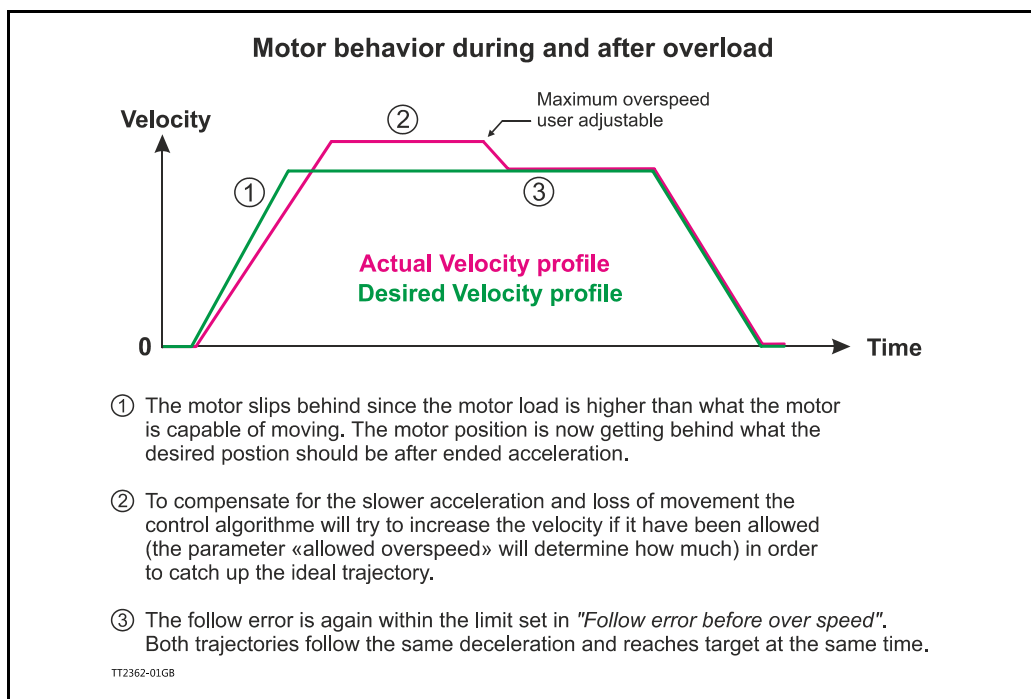 Motor behavior during and after overload
Maximum overspeed
user adjustable
Velocity
②
①
③
Actual Velocity profile
Desired Velocity profile
0
Time
① The motor slips behind since the motor load is higher than what the motor
is capable of moving. The motor position is now getting behind what the
desired postion should be after ended acceleration.
② To compensate for the slower acceleration and loss of movement the
control algorithme will try to increase the velocity if it have been allowed
(the parameter «allowed overspeed» will determine how much) in order
to catch up the ideal trajectory.
③ The follow error is again within the limit set in "Follow error before over speed".
Both trajectories follow the same deceleration and reaches target at the same time.
TT2362-01GB